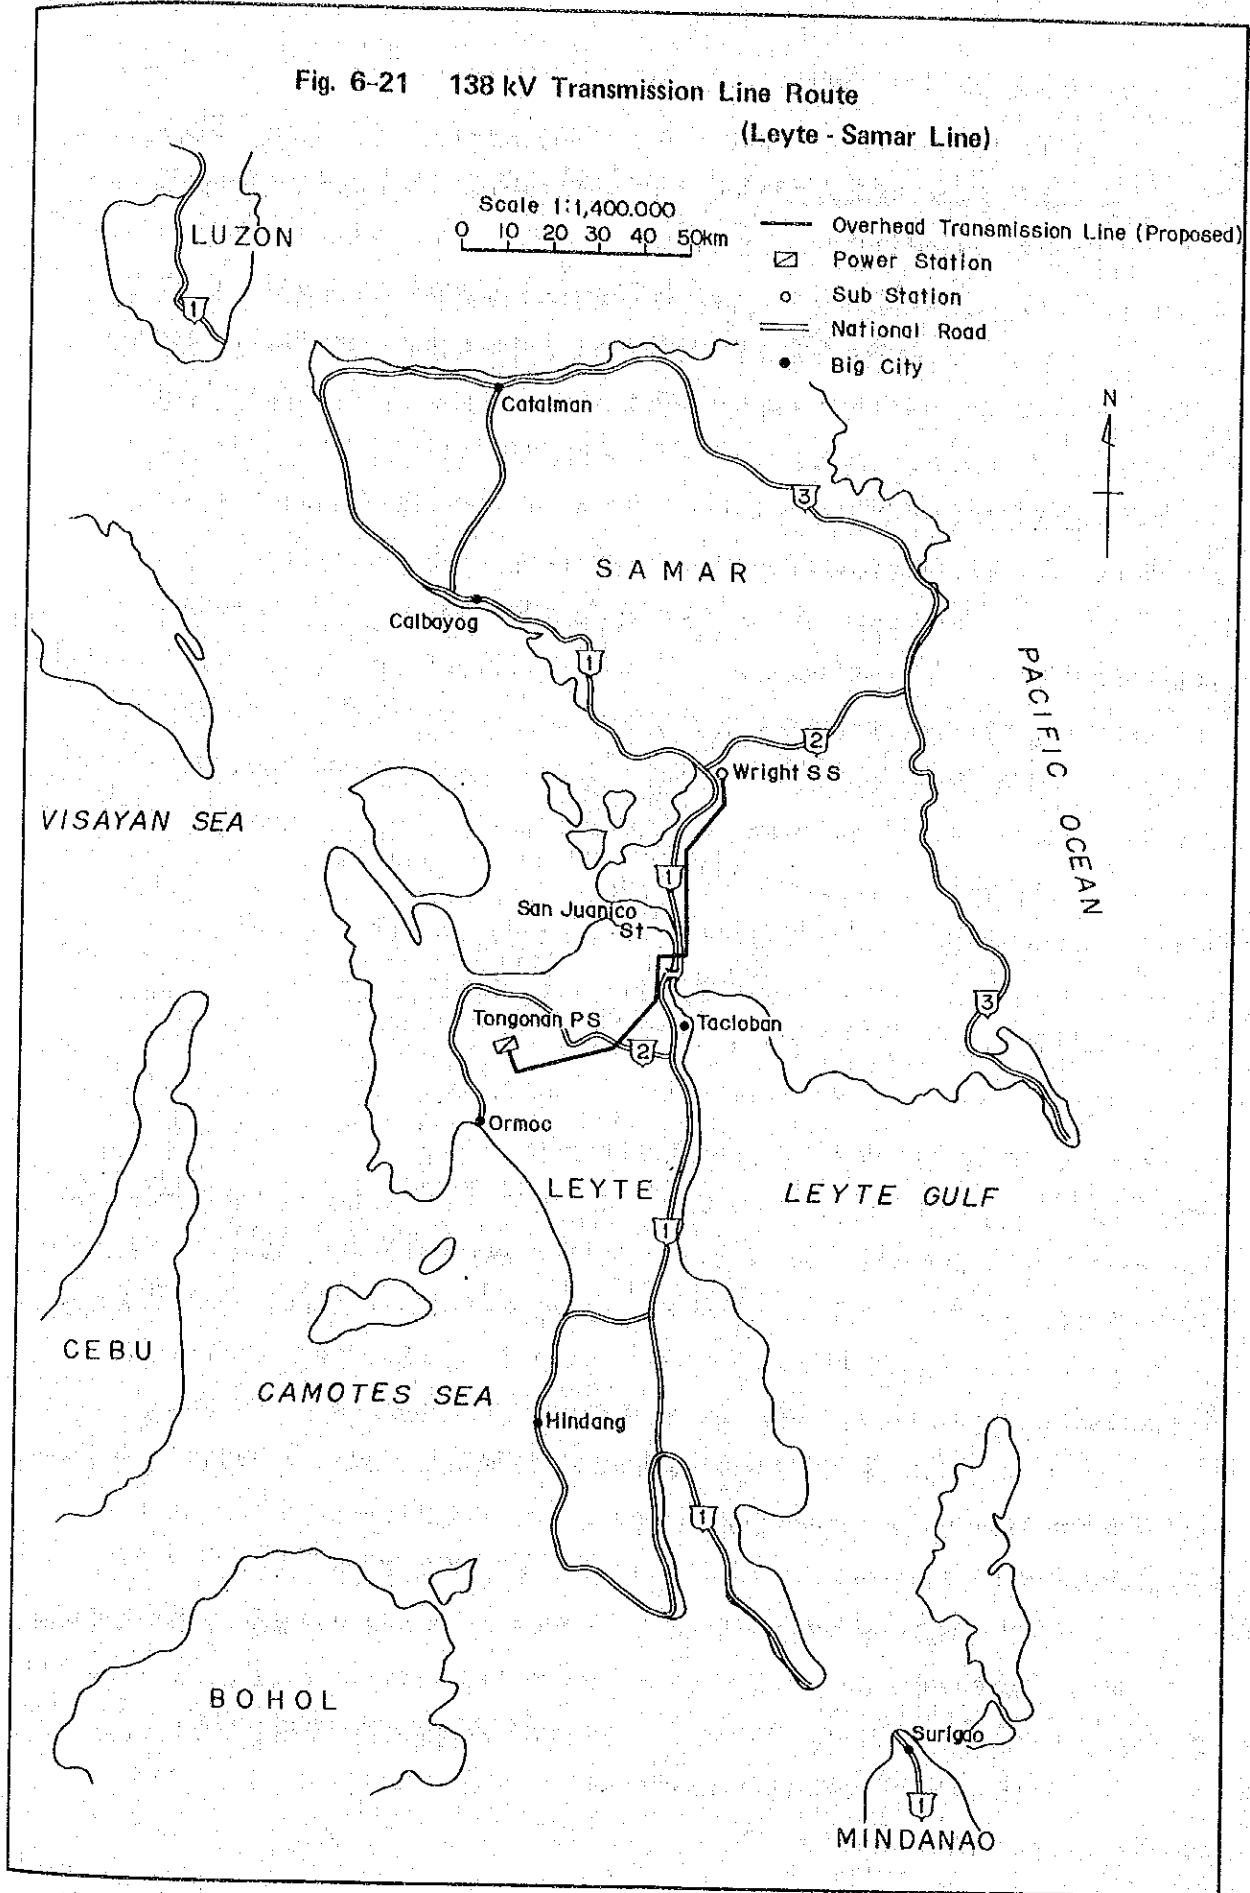 Fig. 6-21 138 kV Transmission Line Route
(Leyte - Samar Line)
Scale 1:1,400.000
0 10 20 30 40 50km
Overhead Transmission Line (Proposed)
Power Station
Sub Station
National Road
Big City
LUZON
1
N
Catalman
3
SAMAR
Calbayog
1
PACIFIC OCEAN
2
Wright SS
VISAYAN SEA
1
San Juanico
St
3
Tongonan PS
Tacloban
2
Ormoc
LEYTE
LEYTE GULF
1
CEBU
CAMOTES SEA
Hindang
1
BOHOL
Surigao
1
MINDANAO